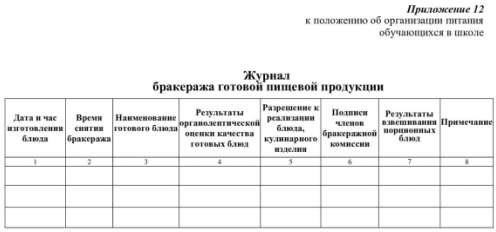 Приложение 12
к положению об организации питания
обучающихся в школе
Журнал
бракеража готовой пищевой продукции
Дата и час
изготовления
блюда
Время
снятия
бракеража
Наименование
готового блюда
Результаты
органолептической
оценки качества
готовых блюд
Разрешение к
реализации
блюда,
кулинарного
изделия
Подписи
членов
бракеражной
комиссии
Результаты
взвешивания
порционных
блюд
Примечание
1 2 3 4 5 6 7 8